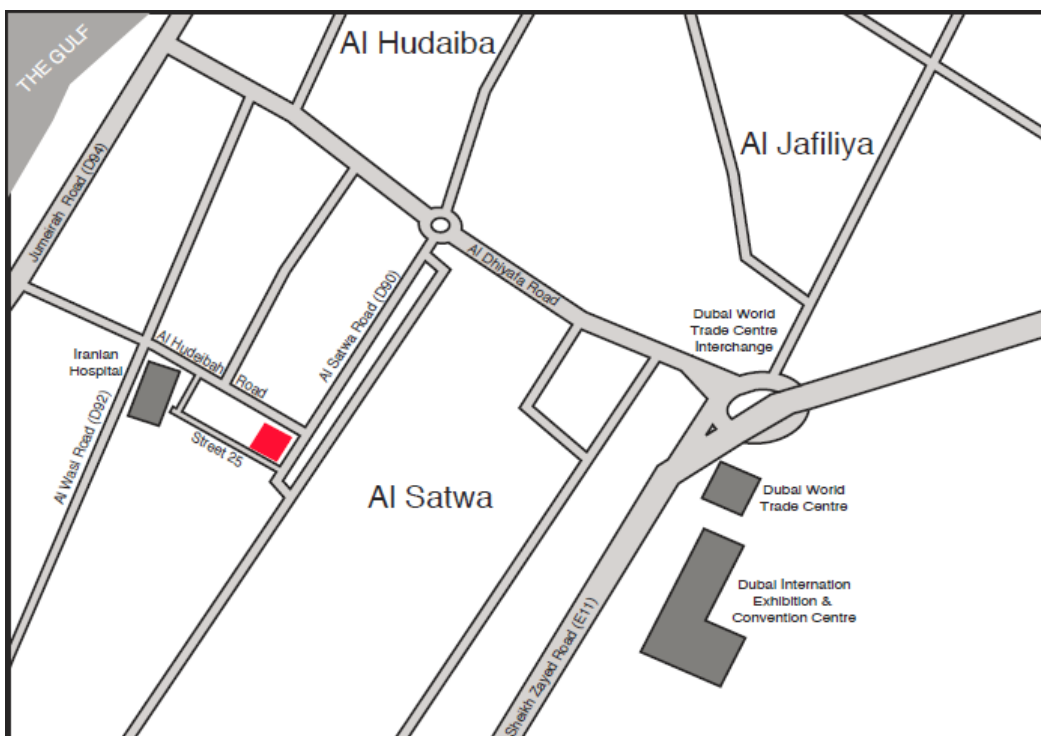 THE GULF
Al Hudaiba
Al Jafiliya
Jumeirah Road (D94)
Al Dhiyafa Road
Al Satwa Road (D90)
Dubai World
Trade Centre
Interchange
Al Hudeibah Road
Iranian
Hospital
Al Wasl Road (D92)
Street 25
Al Satwa
Dubai World
Trade Centre
Dubai Internation
Exhibition &
Convention Centre
Sheikh Zayed Road (E11)